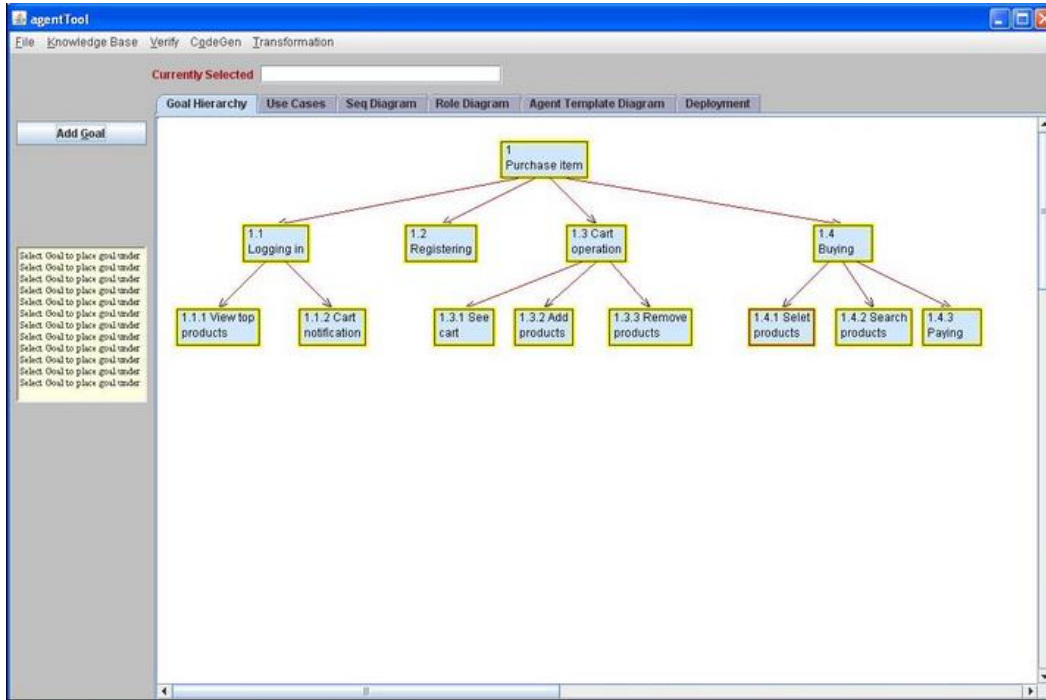 agentTool
File Knowledge Base Verify CodeGen Transformation
Currently Selected
Goal Hierarchy Use Cases Seq Diagram Role Diagram Agent Template Diagram Deployment
Add Goal
1
Purchase item
1.1
Logging in
1.2
Registering
1.3 Cart
operation
1.4
Buying
1.1.1 View top
products
1.1.2 Cart
notification
1.3.1 See
cart
1.3.2 Add
products
1.3.3 Remove
products
1.4.1 Selet
products
1.4.2 Search
products
1.4.3
Paying
Select Goal to place goal under
Select Goal to place goal under
Select Goal to place goal under
Select Goal to place goal under
Select Goal to place goal under
Select Goal to place goal under
Select Goal to place goal under
Select Goal to place goal under
Select Goal to place goal under
Select Goal to place goal under
Select Goal to place goal under
Select Goal to place goal under